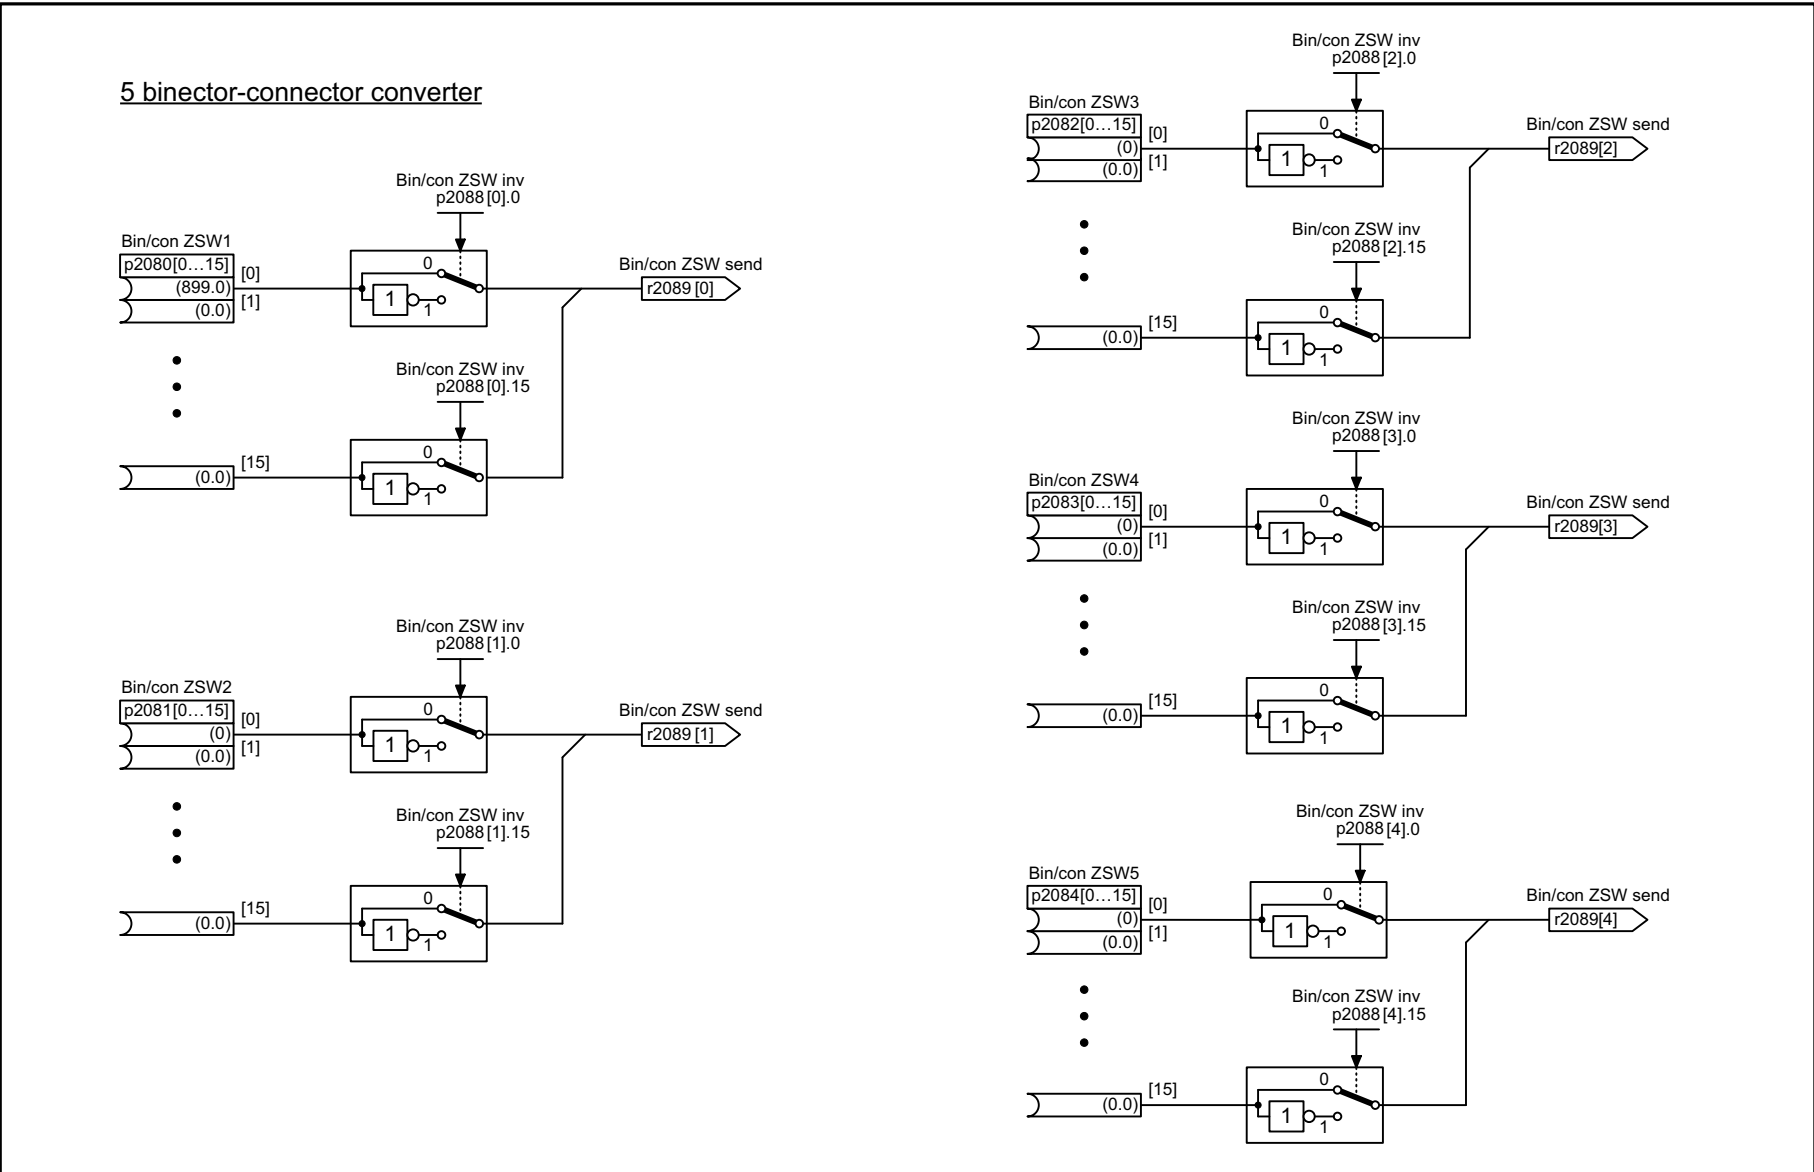 5 binector-connector converter
Bin/con ZSW inv
p2088[0].0
Bin/con ZSW1
p2080[0...15]
[0]
(899.0)
[1]
(0.0)
0
1
1
Bin/con ZSW send
r2089[0]
Bin/con ZSW inv
p2088[0].15
[15]
(0.0)
0
1
1
Bin/con ZSW inv
p2088[1].0
Bin/con ZSW2
p2081[0...15]
[0]
(0)
[1]
(0.0)
0
1
1
Bin/con ZSW send
r2089[1]
Bin/con ZSW inv
p2088[1].15
[15]
(0.0)
0
1
1
Bin/con ZSW inv
p2088[2].0
Bin/con ZSW3
p2082[0...15]
[0]
(0)
[1]
(0.0)
0
1
1
Bin/con ZSW send
r2089[2]
Bin/con ZSW inv
p2088[2].15
[15]
(0.0)
0
1
1
Bin/con ZSW inv
p2088[3].0
Bin/con ZSW4
p2083[0...15]
[0]
(0)
[1]
(0.0)
0
1
1
Bin/con ZSW send
r2089[3]
Bin/con ZSW inv
p2088[3].15
[15]
(0.0)
0
1
1
Bin/con ZSW inv
p2088[4].0
Bin/con ZSW5
p2084[0...15]
[0]
(0)
[1]
(0.0)
0
1
1
Bin/con ZSW send
r2089[4]
Bin/con ZSW inv
p2088[4].15
[15]
(0.0)
0
1
1